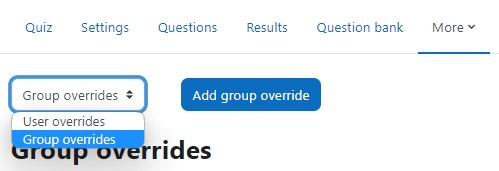 Quiz Settings Questions Results Question bank More
Group overrides Add group override
User overrides
Group overrides
Group overrides